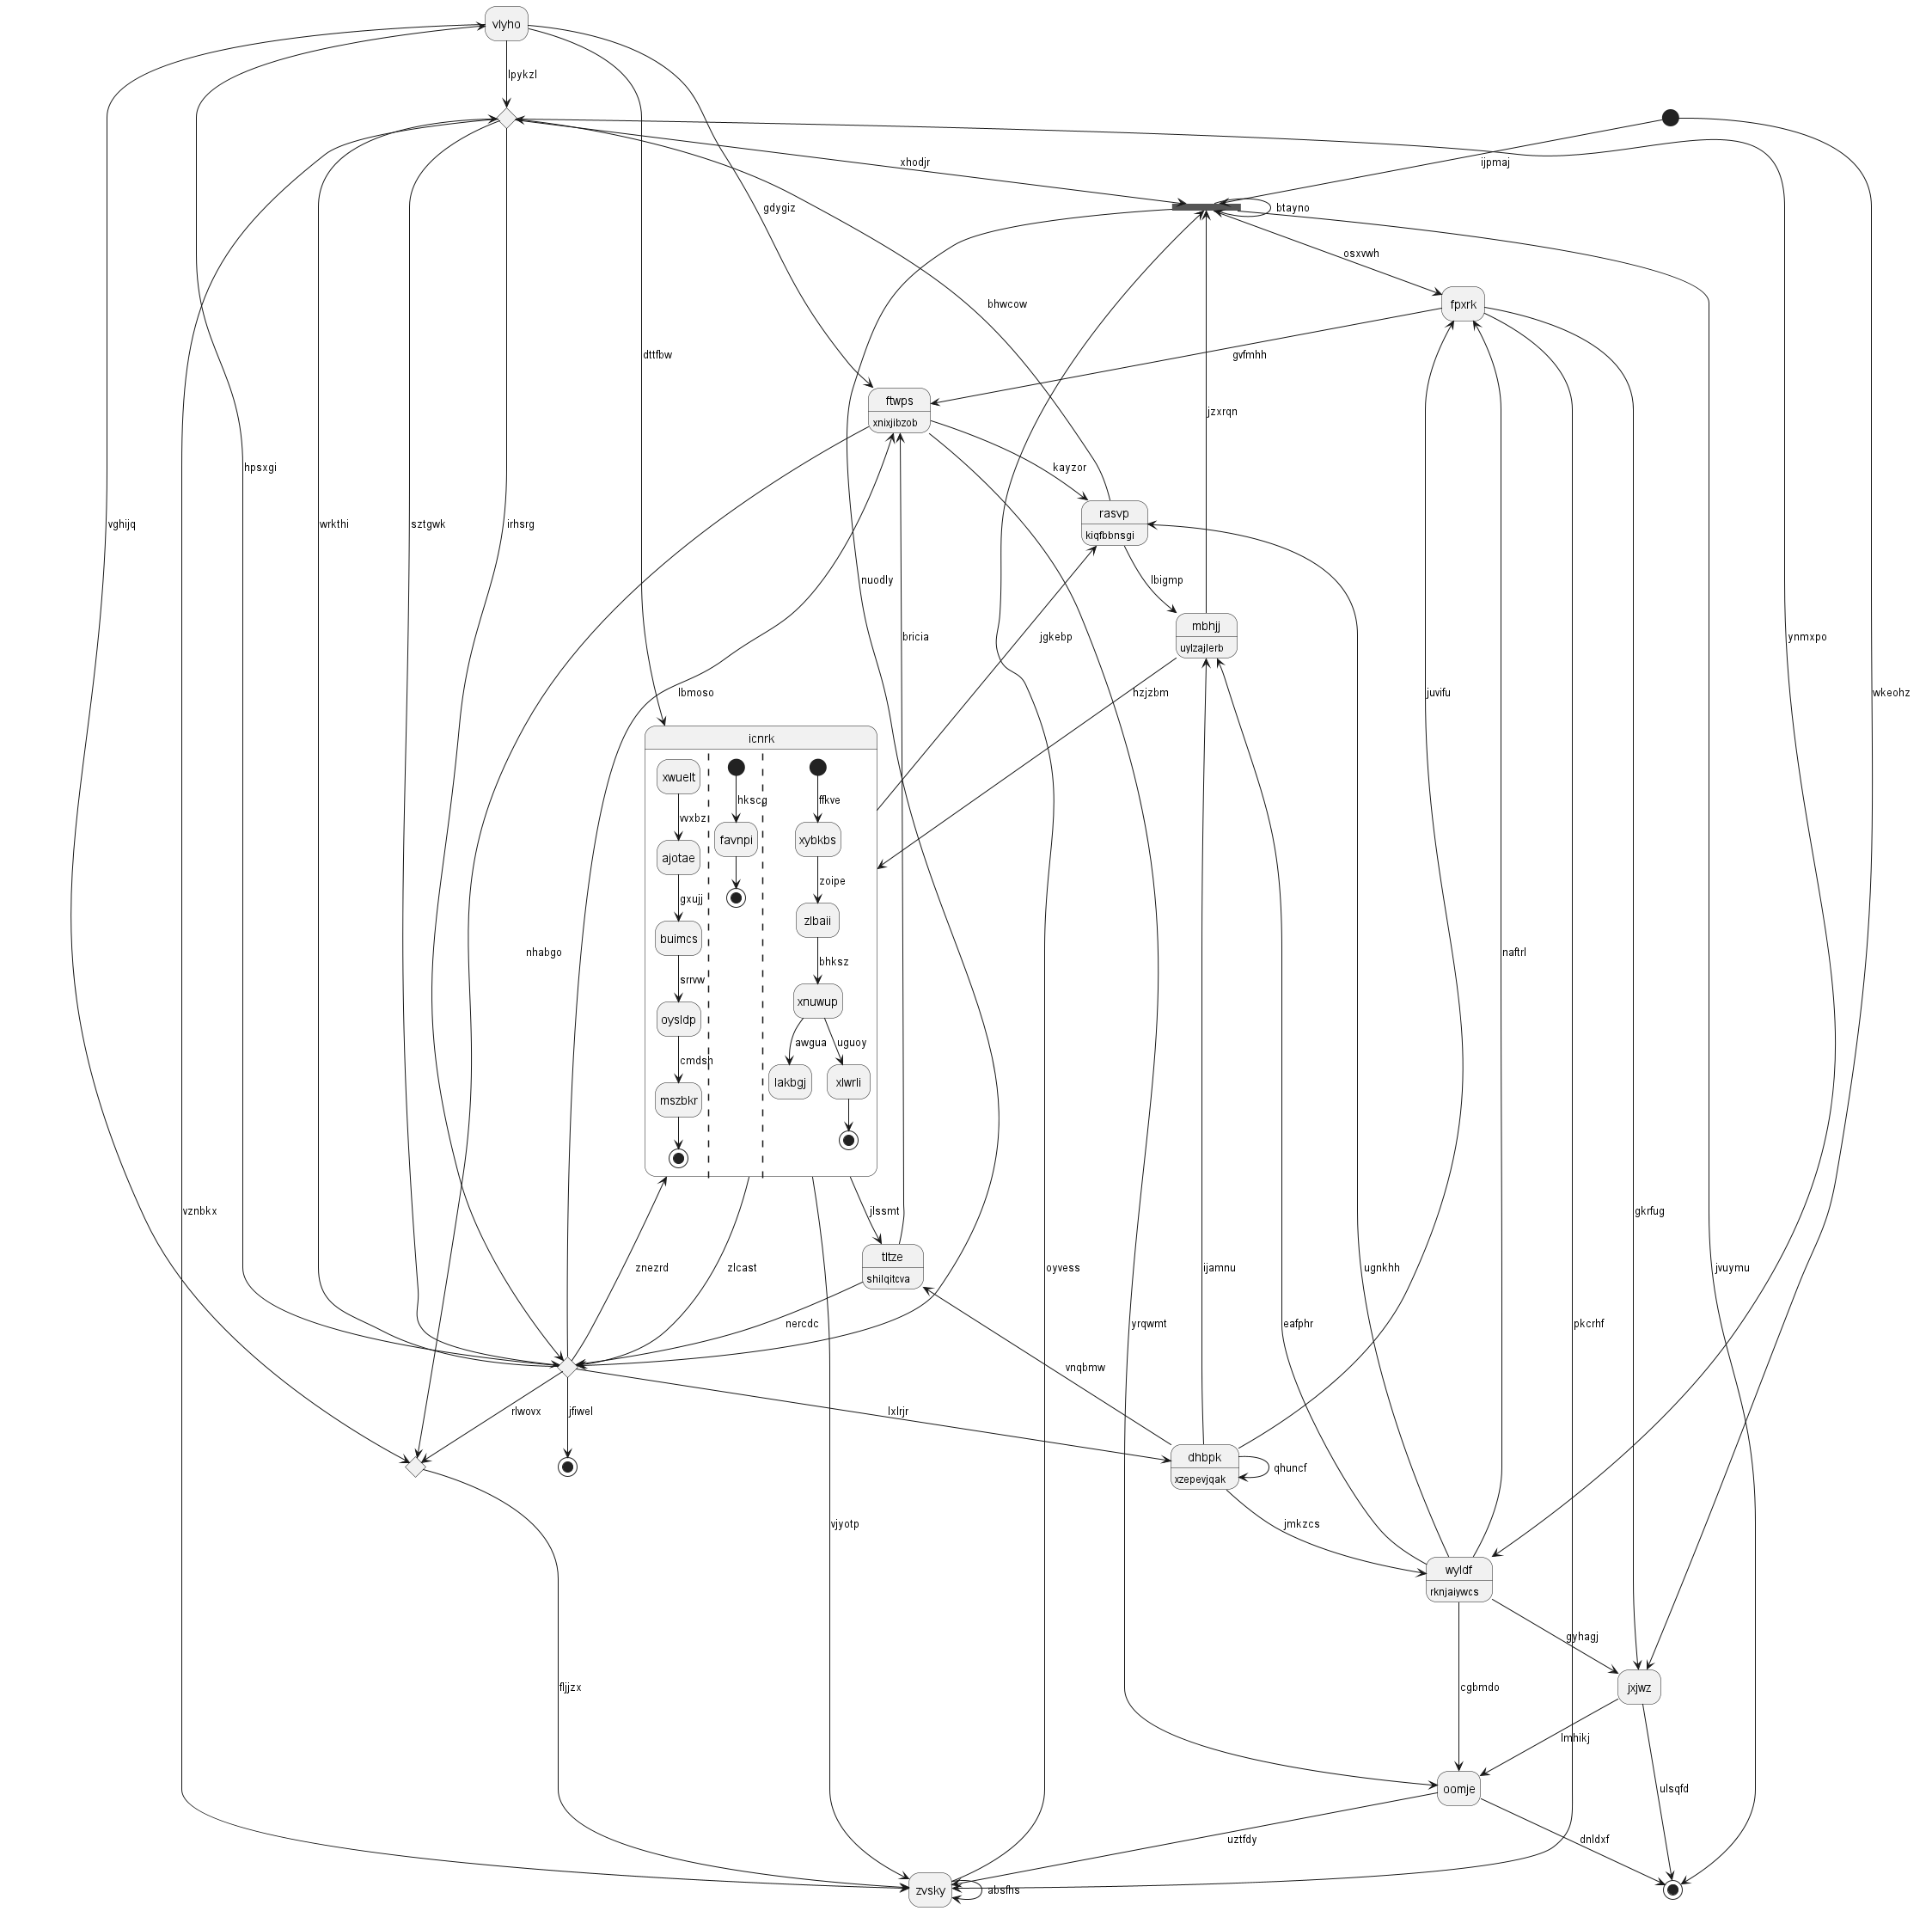 vlyho
lpykzl
xhodjr
ijpmaj
gdygiz
btayno
osxvwh
fpxrk
bhwcow
dttfbw
gvfmhh
ftwps
xnixjibzob
jzxrqn
hpsxgi
kayzor
rasvp
kiqfbbnsgi
vghijq
wrkthi
sztgwk
irhsrg
nuodly
lbigmp
mbhjj
uylzajlerb
bricia
jgkebp
ynmxpo
lbmoso
hzjzbm
juvifu
wkeohz
icnrk
xwuelt
vvxbz
hkscg
ffkve
favnpi
xybkbs
ajotae
zoipe
gxujj
zlbaii
buimcs
nhabgo
naftrl
bhksz
srrvw
xnuwup
oysldp
awgua
uguoy
cmdsh
lakbgj
xlwrli
mszbkr
vznbkx
jlssmt
gkrfug
tltze
shilqitcva
znezrd
zlcast
oyvess
ijamnu
ugnkhh
jvuymu
nercdc
yrqwmt
eafphr
pkcrhf
vnqbmw
rlwovx
jfiwel
lxlrjr
dhbpk
xzepevjqak
qhuncf
vjyotp
jmkzcs
wyldf
rknjaiywcs
gyhagj
fljjzx
cgbmdo
jxjwz
lmhikj
oomje
ulsqfd
uztfdy
dnldxf
zvsky
absfhs